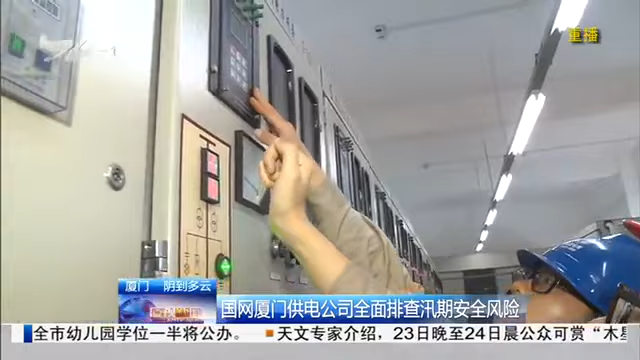 重播
厦门 阴到多云
国网厦门供电公司全面排查汛期安全风险
全市幼儿园学位一半将公办. ■天文专家介绍，23日晚至24日晨公众可赏“木星